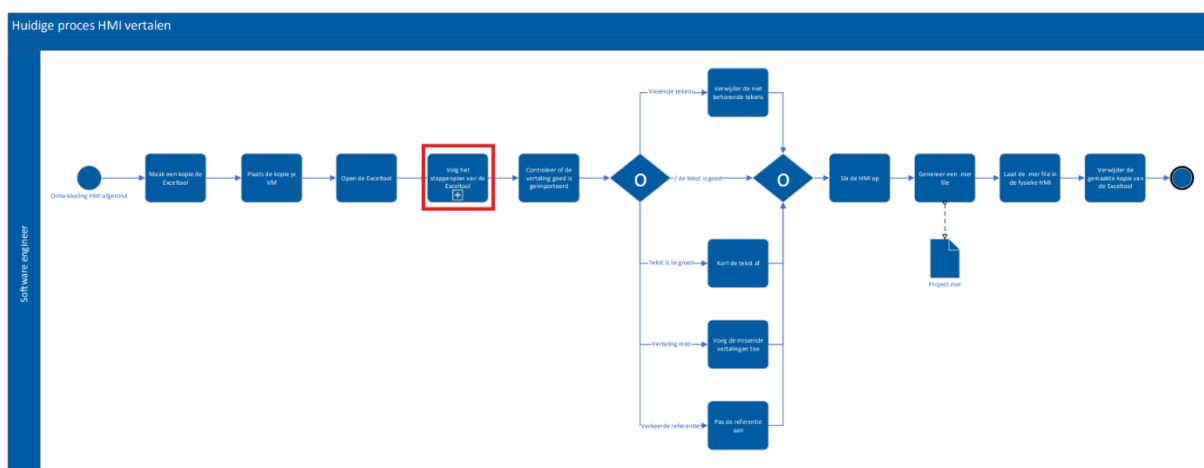 Huidige proces HMI vertalen
Software engineer
Ontwikkeling HMI afgerond
Maak een kopie de
Exceltool
Plaats de kopie je
VM
Open de Exceltool
Volg het
stappenplan van de
Exceltool
Controleer of de
vertaling goed is
geïmporteerd
O
Vreemde tekens
Verwijder de niet
behorende tekens
/ de tekst is goed
Tekst is te groot
Kort de tekst af
Vertaling mist
Voeg de missende
vertalingen toe
Verkeerde referentie
Pas de referentie
aan
O
Sla de HMI op
Genereer een .mer
file
Project.mer
Laad de .mer file in
de fysieke HMI
Verwijder de
gemaakte kopie van
de Exceltool